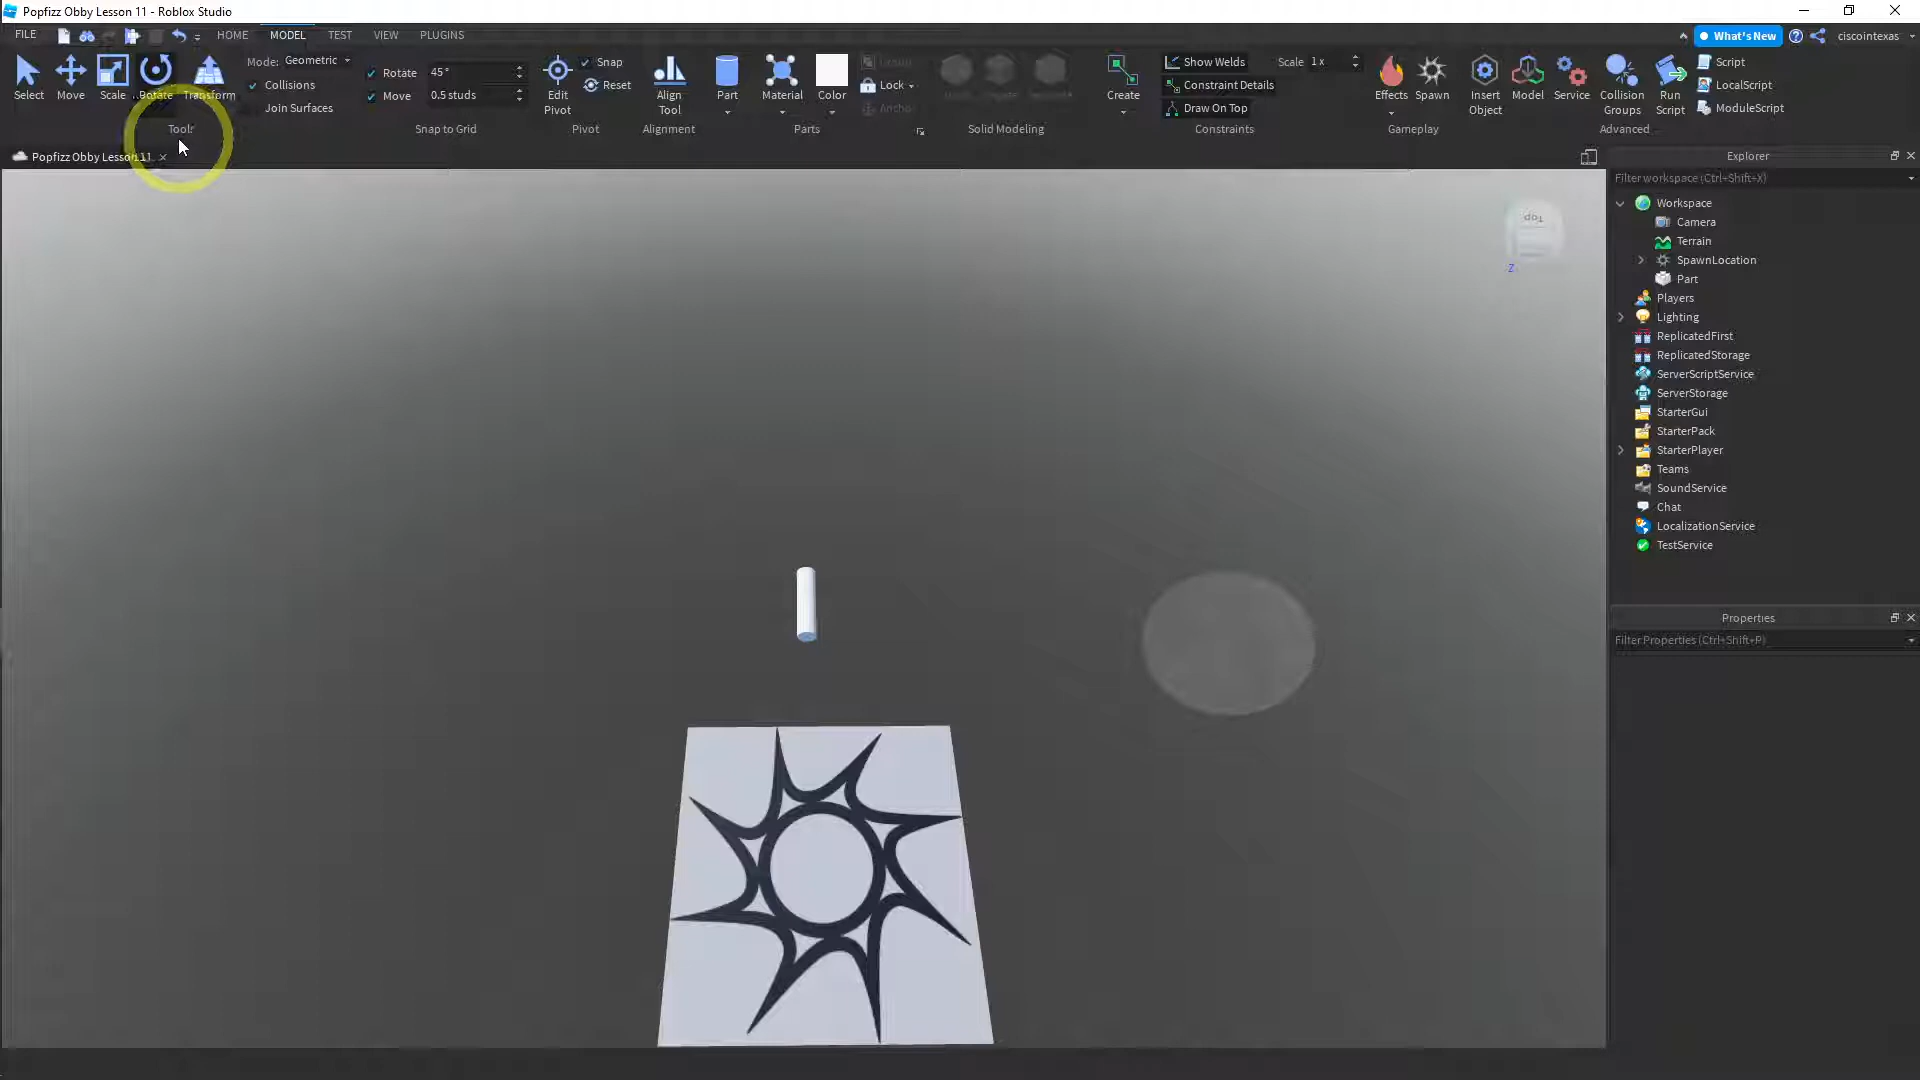 Popfizz Obby Lesson 11 - Roblox Studio
FILE
HOME
MODEL
TEST
VIEW
PLUGINS
What's New
ciscointexas
Select
Move
Scale
Rotate
Transform
Mode:
Geometric
Collisions
Join Surfaces
Tools
Rotate
45°
Move
0.5 studs
Snap to Grid
Edit
Pivot
Snap
Reset
Pivot
Align
Tool
Alignment
Part
Material
Color
Group
Lock
Anchor
Parts
Solid Modeling
Create
Show Welds
Constraint Details
Draw On Top
Scale
1x
Constraints
Effects
Spawn
Gameplay
Insert
Object
Model
Service
Collision
Groups
Run
Script
Script
LocalScript
ModuleScript
Advanced
Popfizz Obby Lesson 11
Top
Z
Explorer
Filter workspace (Ctrl+Shift+X)
Workspace
Camera
Terrain
SpawnLocation
Part
Players
Lighting
ReplicatedFirst
ReplicatedStorage
ServerScriptService
ServerStorage
StarterGui
StarterPack
StarterPlayer
Teams
SoundService
Chat
LocalizationService
TestService
Properties
Filter Properties (Ctrl+Shift+P)